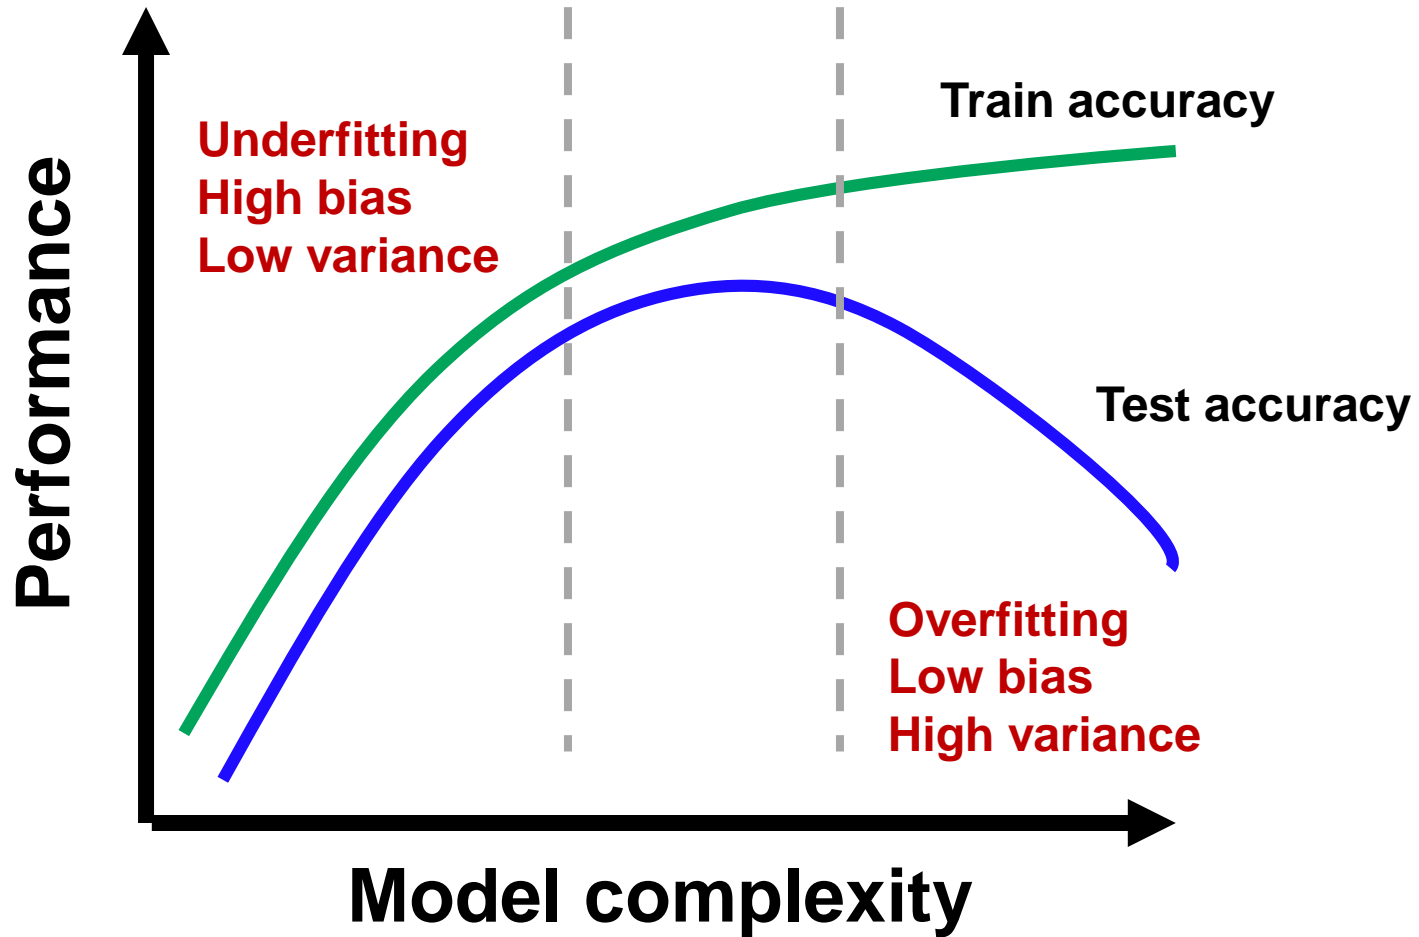 Performance
Underfitting
High bias
Low variance
Train accuracy
Test accuracy
Overfitting
Low bias
High variance
Model complexity